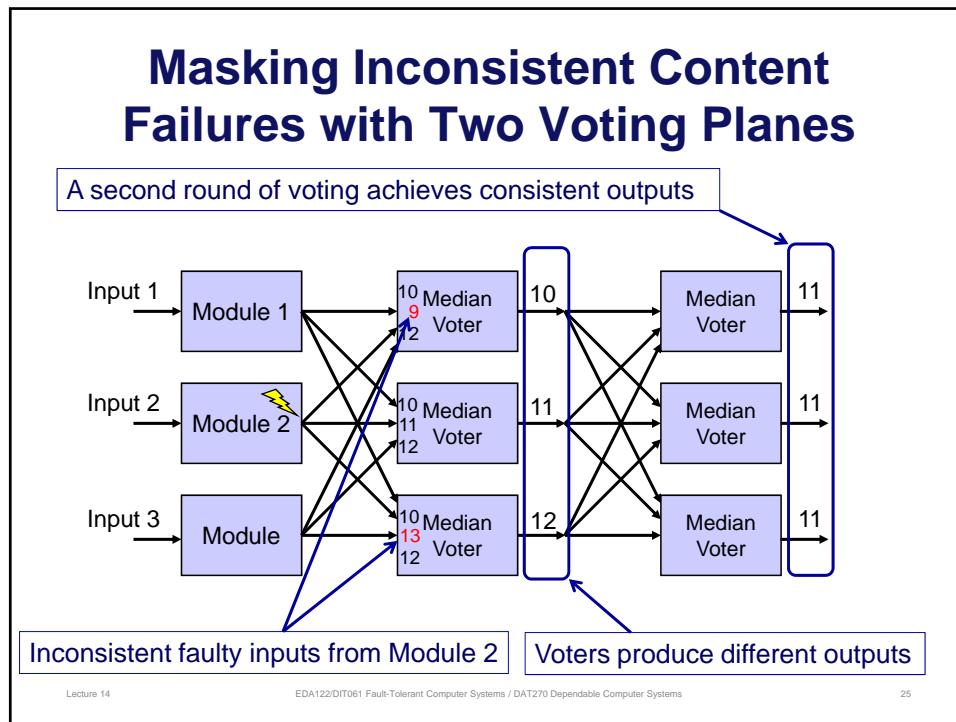 Masking Inconsistent Content
Failures with Two Voting Planes
A second round of voting achieves consistent outputs
Input 1
Module 1
10
9
12
Median
Voter
10
Median
Voter
11
Input 2
Module 2
10
11
12
Median
Voter
11
Median
Voter
11
Input 3
Module
10
13
12
Median
Voter
12
Median
Voter
11
Inconsistent faulty inputs from Module 2
Voters produce different outputs
Lecture 14
EDA122/DIT061 Fault-Tolerant Computer Systems / DAT270 Dependable Computer Systems
25